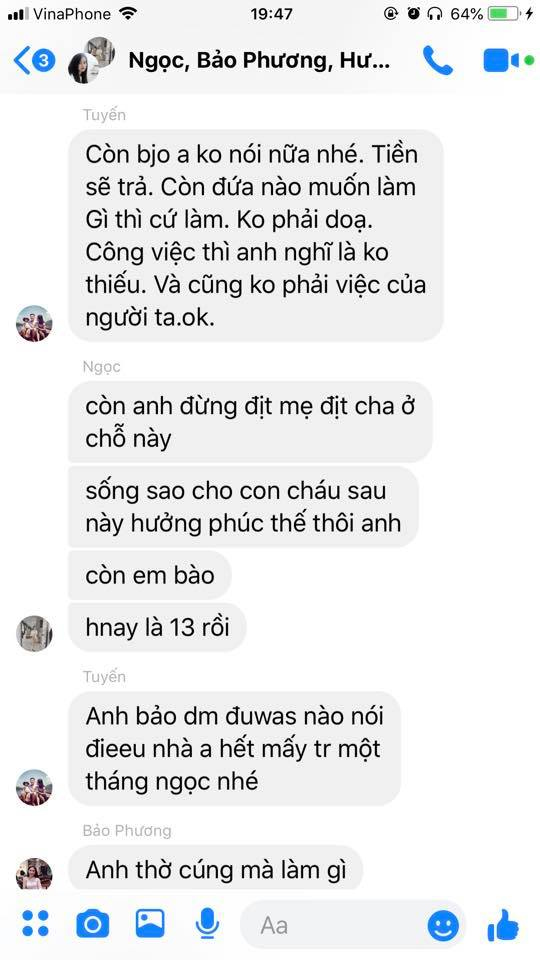 VinaPhone 19:47 64%
3 Ngọc, Bảo Phương, Hư...
Tuyến
Còn bjo a ko nói nữa nhé. Tiền
sẽ trả. Còn đứa nào muốn làm
Gì thì cứ làm. Ko phải doạ.
Công việc thì anh nghĩ là ko
thiếu. Và cũng ko phải việc của
người ta.ok.
Ngọc
còn anh đừng địt mẹ địt cha ở
chỗ này
sống sao cho con cháu sau
này hưởng phúc thế thôi anh
còn em bào
hnay là 13 rồi
Tuyến
Anh bảo dm đuwas nào nói
đieeu nhà a hết mấy tr một
tháng ngọc nhé
Bảo Phương
Anh thờ cúng mà làm gì
Aa